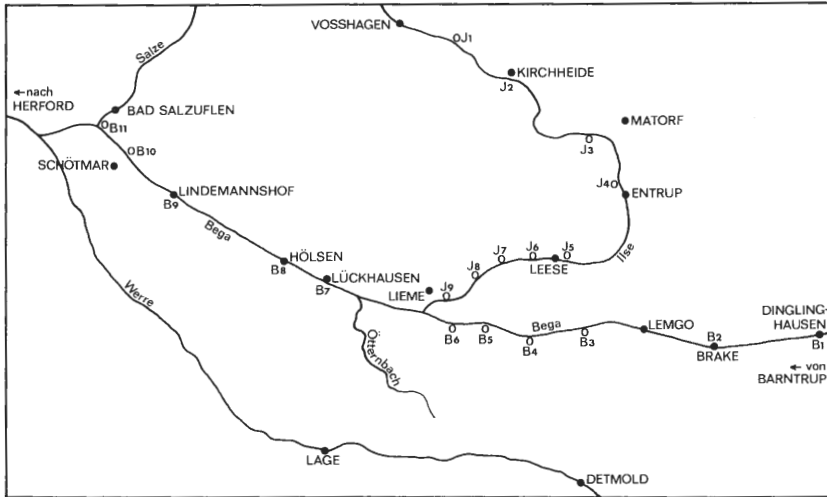 VOSSHAGEN
J1
KIRCHHEIDE
J2
Salze
←nach
HERFORD
BAD SALZUFLEN
B11
MATORF
J3
B10
SCHÖTMAR
J4
ENTRUP
LINDEMANNSHOF
B9
Bega
Ilse
HÖLSEN
B8
J7
J6
J5
LEESE
J8
LÜCKHAUSEN
B7
LIEME
J9
Werre
Bega
B6
B5
B4
B3
LEMGO
B2
BRAKE
DINGLING-
HAUSEN
B1
Ötternbach
← von
BARNTRUP
LAGE
DETMOLD